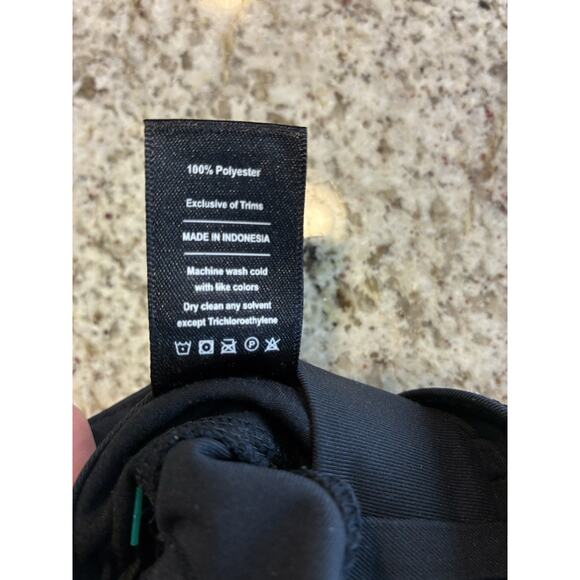 100% Polyester
Exclusive of Trims
MADE IN INDONESIA
Machine wash cold
with like colors
Dry clean any solvent
except Trichloroethylene
P